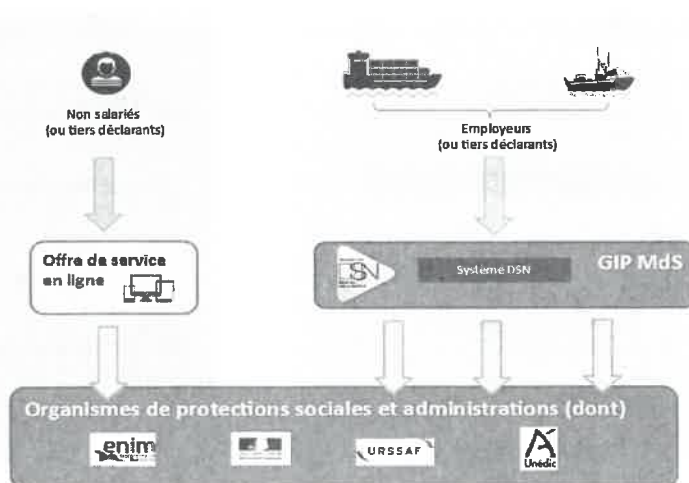 Non salariés
(ou tiers déclarants)
Employeurs
(ou tiers déclarants)
Offre de service
en ligne
DSN
Système DSN
GIP MdS
Organismes de protections sociales et administrations (dont)
enim
URSSAF
Unédic